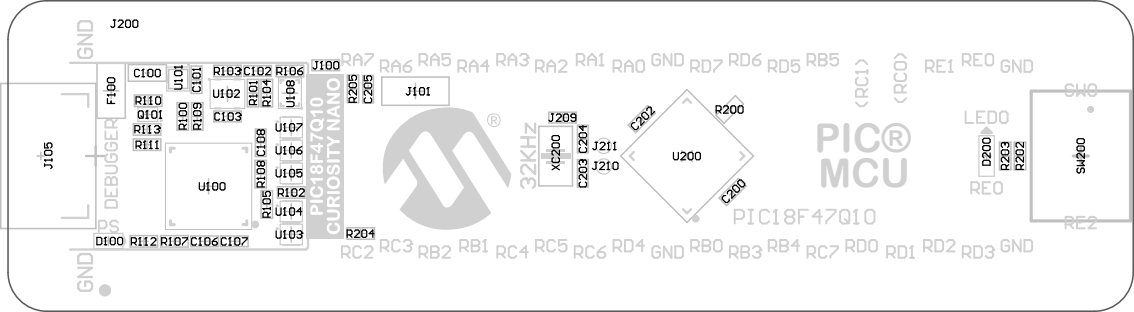 J200
GND
RA7 RA5 RA3 RA1 GND RD6 RB5 RE1 RE0 GND
RA6 RA4 RA2 RA0 RD7 RD5 <(RC1) <(RC0)
J100
C100 U101 C101 R103 C102 R106
F100 U102 R101 R104 U108 R205 C205 J101
SW0
R110 R100 R109
Q101 C103
R113
R111
J105
DEBUGGER
PS
C108
R108
R105
U100
U107
U106
U105
R102
U104
U103
D100 R112 R107 C106 C107
R204
PIC18F47Q10
CURIOSITY NANO
®
32KHz
J209
XC200
C204
C203
J211
J210
C202
R200
U200
C200
PIC®
MCU
PIC18F47Q10
LED0
D200
R203
R202
RE0
SW200
RE2
RC3 RB1 RC5 RD4 RB0 RB4 RD0 RD2 GND
RC2 RB2 RC4 RC6 GND RB3 RC7 RD1 RD3
GND